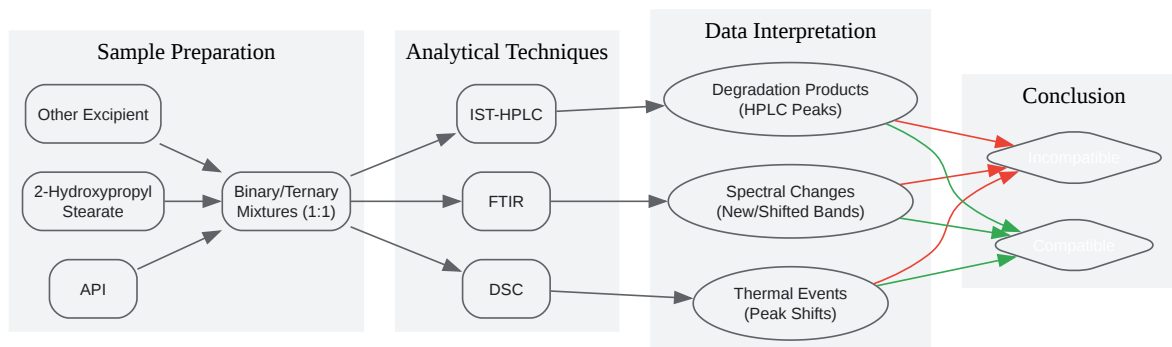 Sample Preparation
Other Excipient
2-Hydroxypropyl
Stearate
API
Binary/Ternary
Mixtures (1:1)
Analytical Techniques
IST-HPLC
FTIR
DSC
Data Interpretation
Degradation Products
(HPLC Peaks)
Spectral Changes
(New/Shifted Bands)
Thermal Events
(Peak Shifts)
Conclusion
Incompatible
Compatible